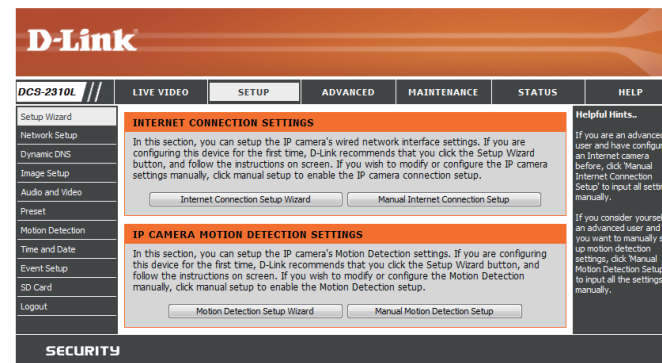 D-Link
DCS-2310L // LIVE VIDEO SETUP ADVANCED MAINTENANCE STATUS HELP
Setup Wizard
Network Setup
Dynamic DNS
Image Setup
Audio and Video
Preset
Motion Detection
Time and Date
Event Setup
SD Card
Logout
INTERNET CONNECTION SETTINGS
In this section, you can setup the IP camera's wired network interface settings. If you are
configuring this device for the first time, D-Link recommends that you click the Setup Wizard
button, and follow the instructions on screen. If you wish to modify or configure the IP camera
settings manually, click manual setup to enable the IP camera connection setup.
Internet Connection Setup Wizard Manual Internet Connection Setup
IP CAMERA MOTION DETECTION SETTINGS
In this section, you can setup the IP camera's Motion Detection settings. If you are configuring
this device for the first time, D-Link recommends that you click the Setup Wizard button, and
follow the instructions on screen. If you wish to modify or configure the Motion Detection
manually, click manual setup to enable the Motion Detection setup.
Motion Detection Setup Wizard Manual Motion Detection Setup
Helpful Hints..
If you are an advanced
user and have configu
an Internet camera
before, click 'Manual
Internet Connection
Setup' to input all settin
manually.
If you consider yoursel
an advanced user and
you want to manually s
up motion detection
settings, click 'Manual
Motion Detection Setup
to input all the settings
manually.
SECURITY